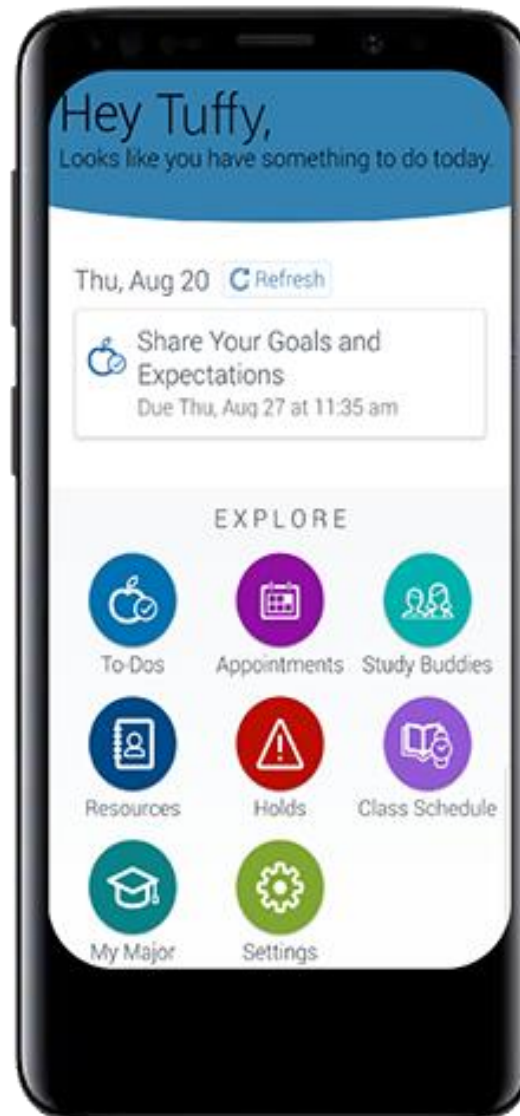 Hey Tuffy,
Looks like you have something to do today.
Thu, Aug 20 Refresh
Share Your Goals and
Expectations
Due Thu, Aug 27 at 11:35 am
EXPLORE
To-Dos Appointments Study Buddies
Resources Holds Class Schedule
My Major Settings